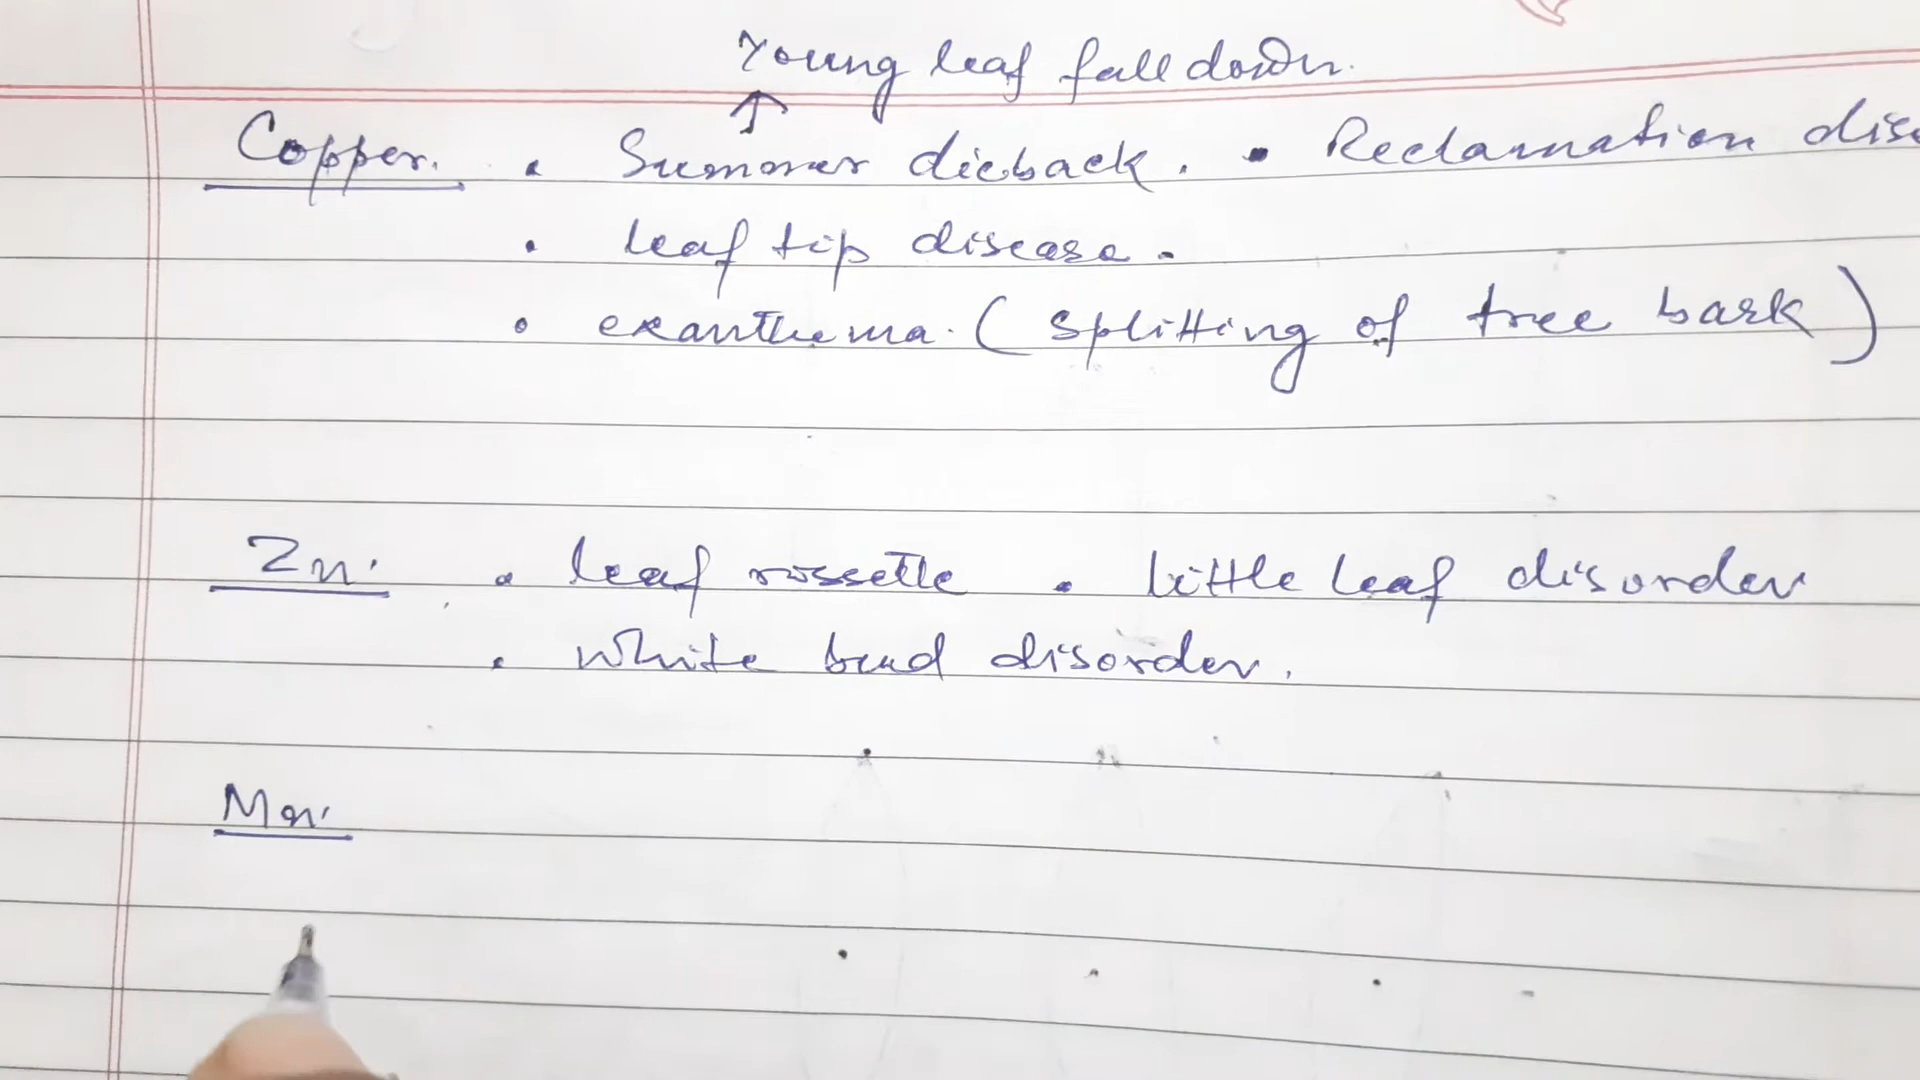 Young leaf fall down.
Copper. • Summer dieback. • Reclamation dise
• leaf tip disease.
• exanthema. (splitting of tree bark)
Zn. • leaf rossette • little leaf disorder
• White bud disorder.
Mn.